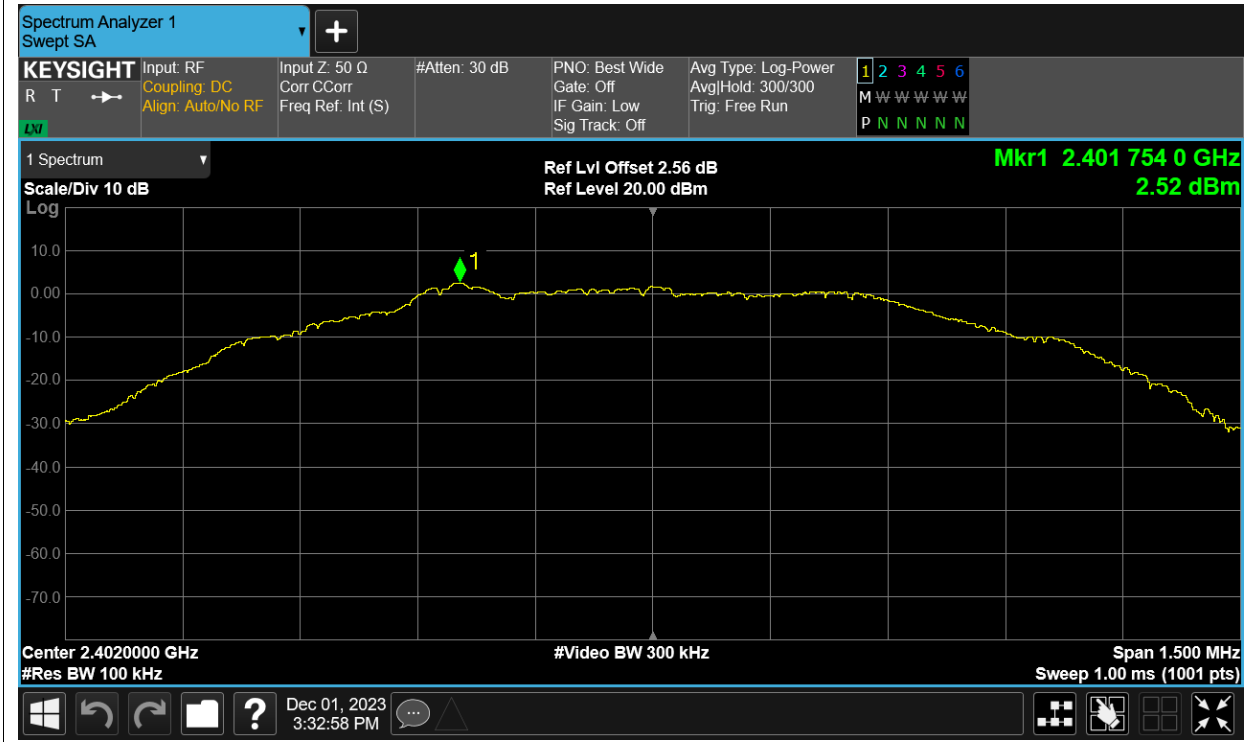 Spectrum Analyzer 1
Swept SA
KEYSIGHT
R T
LXI
Input: RF
Coupling: DC
Align: Auto/No RF
Input Z: 50 Ω
Corr CCorr
Freq Ref: Int (S)
#Atten: 30 dB
PNO: Best Wide
Gate: Off
IF Gain: Low
Sig Track: Off
Avg Type: Log-Power
Avg|Hold: 300/300
Trig: Free Run
1 2 3 4 5 6
M W W W W W
P N N N N N
1 Spectrum
Scale/Div 10 dB
Log
Ref Lvl Offset 2.56 dB
Ref Level 20.00 dBm
Mkr1 2.401 754 0 GHz
2.52 dBm
1
10.0
0.00
-10.0
-20.0
-30.0
-40.0
-50.0
-60.0
-70.0
Center 2.4020000 GHz
#Video BW 300 kHz
Span 1.500 MHz
#Res BW 100 kHz
Sweep 1.00 ms (1001 pts)
?
Dec 01, 2023
3:32:58 PM